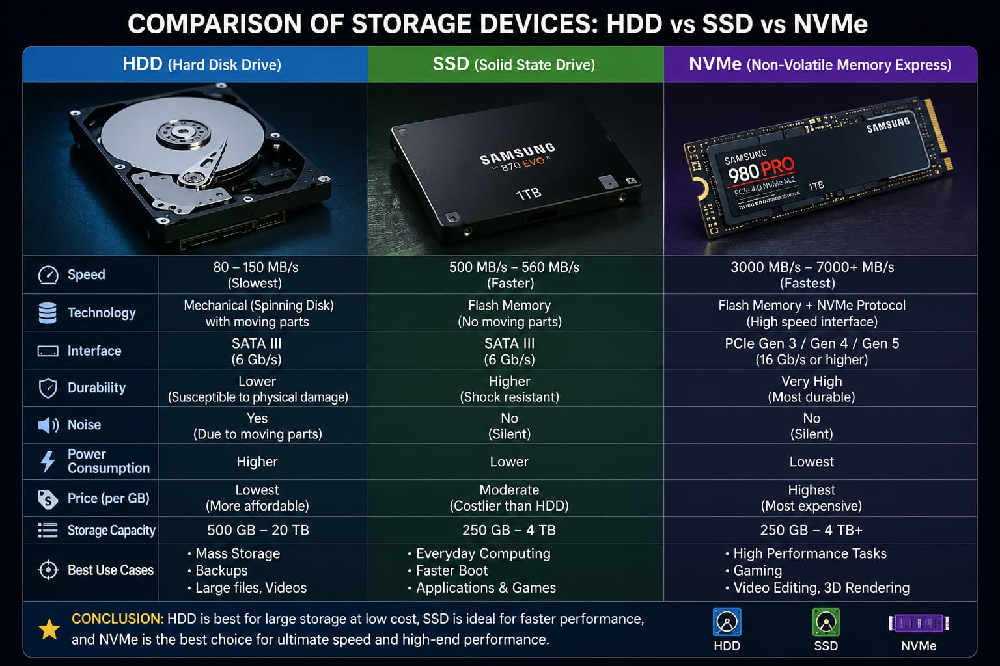 COMPARISON OF STORAGE DEVICES: HDD vs SSD vs NVMe
HDD (Hard Disk Drive)
SSD (Solid State Drive)
NVMe (Non-Volatile Memory Express)
SAMSUNG
870 EVO
1TB
SAMSUNG
SAMSUNG
980 PRO
PCIe 4.0 NVMe M.2
1TB
Speed
80 – 150 MB/s
(Slowest)
500 MB/s – 560 MB/s
(Faster)
3000 MB/s – 7000+ MB/s
(Fastest)
Technology
Mechanical (Spinning Disk)
with moving parts
Flash Memory
(No moving parts)
Flash Memory + NVMe Protocol
(High speed interface)
Interface
SATA III
(6 Gb/s)
SATA III
(6 Gb/s)
PCIe Gen 3 / Gen 4 / Gen 5
(16 Gb/s or higher)
Durability
Lower
(Susceptible to physical damage)
Higher
(Shock resistant)
Very High
(Most durable)
Noise
Yes
(Due to moving parts)
No
(Silent)
No
(Silent)
Power
Consumption
Higher
Lower
Lowest
Price (per GB)
Lowest
(More affordable)
Moderate
(Costlier than HDD)
Highest
(Most expensive)
Storage Capacity
500 GB – 20 TB
250 GB – 4 TB
250 GB – 4 TB+
Best Use Cases
• Mass Storage
• Backups
• Large files, Videos
• Everyday Computing
• Faster Boot
• Applications & Games
• High Performance Tasks
• Gaming
• Video Editing, 3D Rendering
CONCLUSION: HDD is best for large storage at low cost, SSD is ideal for faster performance,
and NVMe is the best choice for ultimate speed and high-end performance.
HDD
SSD
NVMe